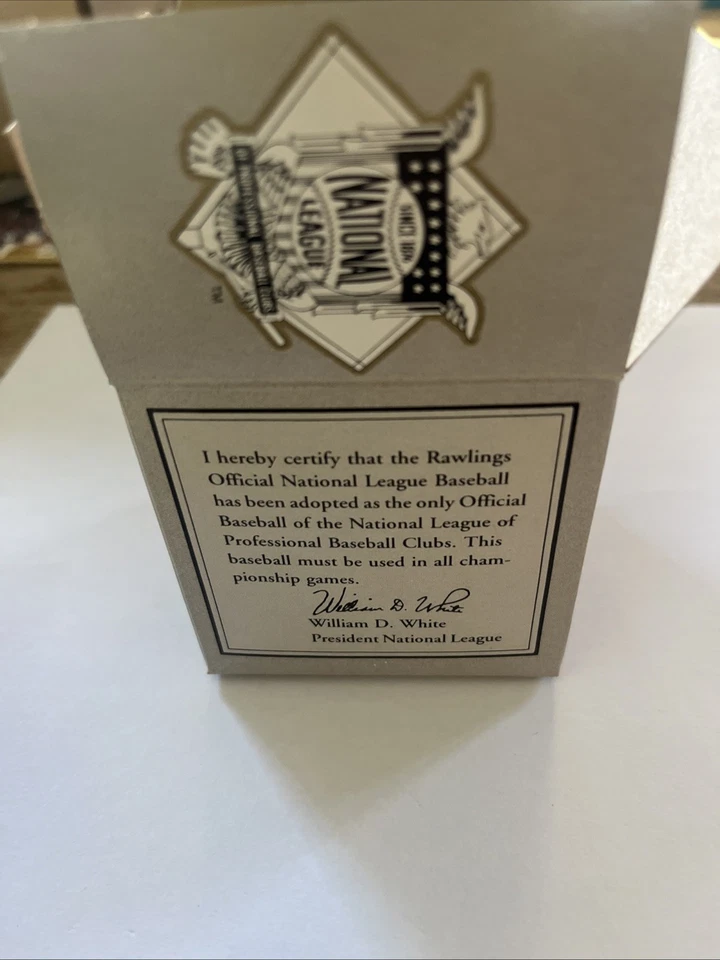 NATIONAL
LEAGUE
SINCE 1876
TM
I hereby certify that the Rawlings
Official National League Baseball
has been adopted as the only Official
Baseball of the National League of
Professional Baseball Clubs. This
baseball must be used in all cham-
pionship games.
William D. White
William D. White
President National League